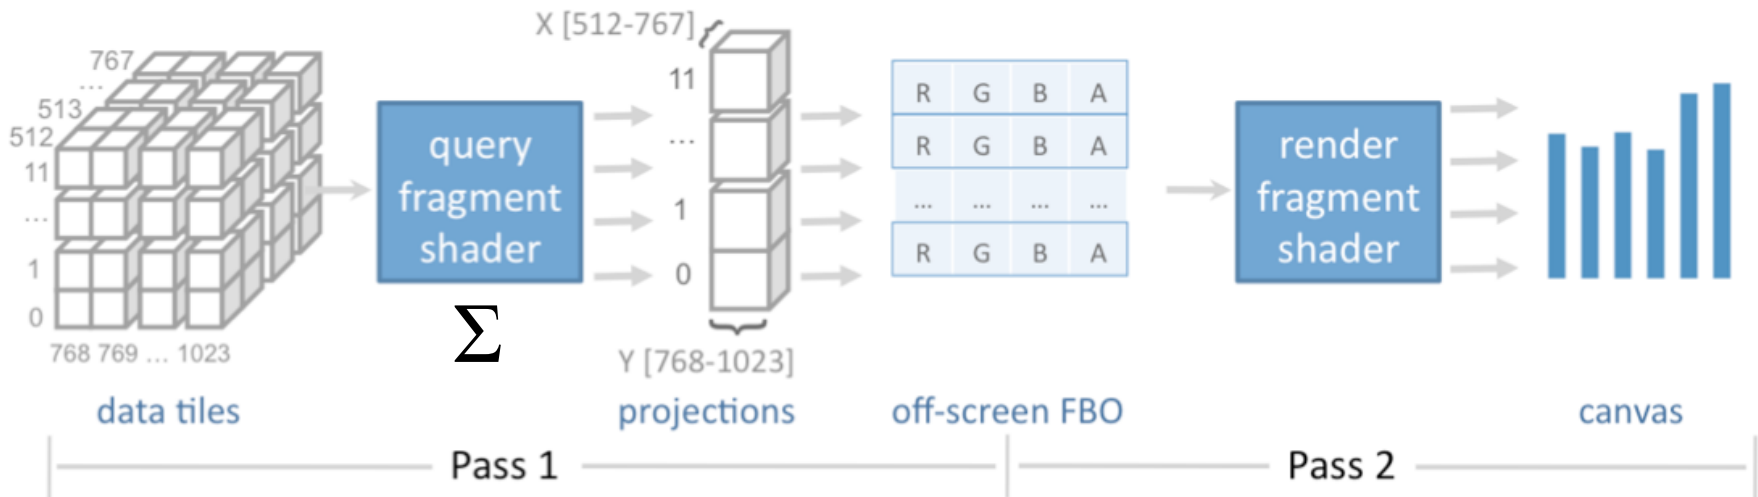 767
...
513
512
11
...
1
0
768 769 ... 1023
data tiles
query
fragment
shader
Σ
X [512-767]
11
...
1
0
Y [768-1023]
projections
R G B A
R G B A
... ... ... ...
R G B A
off-screen FBO
render
fragment
shader
canvas
Pass 1
Pass 2